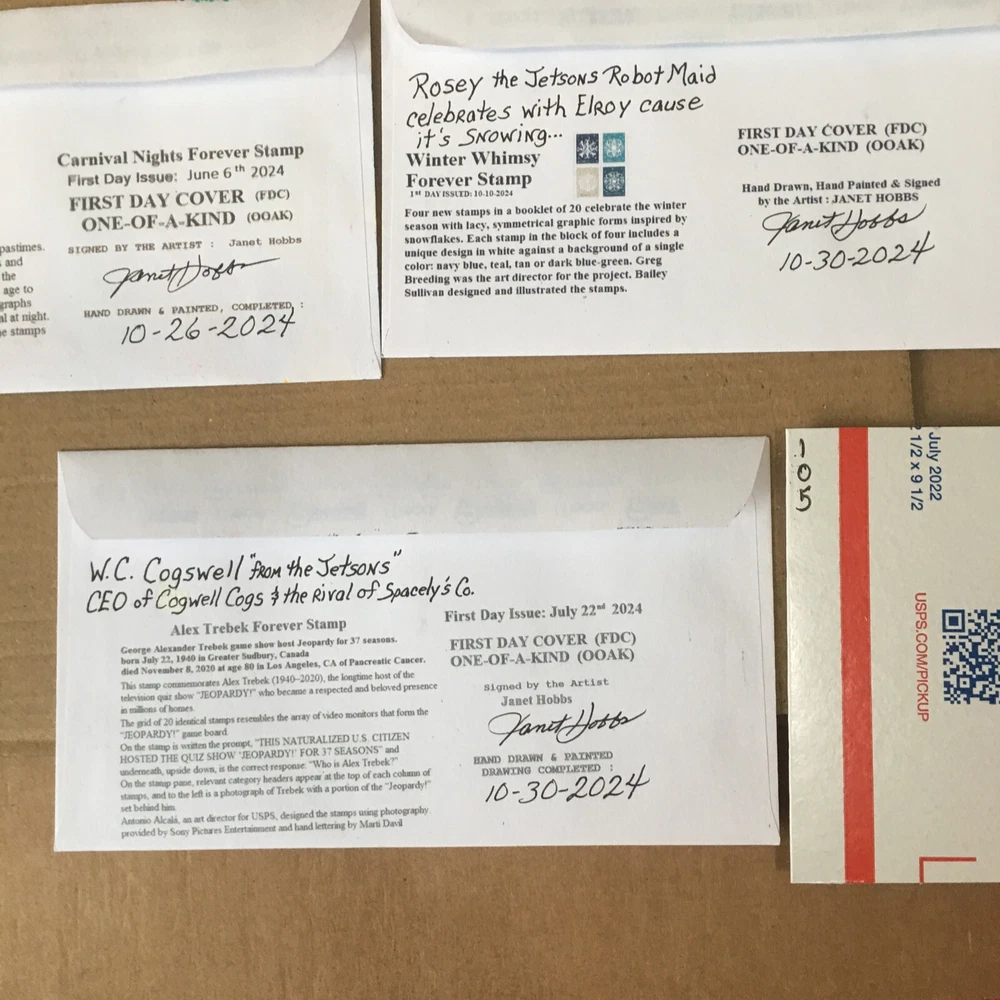 Carnival Nights Forever Stamp
First Day Issue: June 6th 2024
FIRST DAY COVER (FDC)
ONE-OF-A-KIND (OOAK)
SIGNED BY THE ARTIST : Janet Hobbs
Janet Hobbs
HAND DRAWN & PAINTED, COMPLETED, :
10-26-2024
pastimes.
and
the
age to
graphs
al at night.
e stamps
Rosey the Jetsons Robot Maid
celebrates with Elroy cause
it's Snowing...
Winter Whimsy
Forever Stamp
1ST DAY ISSUED: 10-10-2024
Four new stamps in a booklet of 20 celebrate the winter
season with lacy, symmetrical graphic forms inspired by
snowflakes. Each stamp in the block of four includes a
unique design in white against a background of a single
color: navy blue, teal, tan or dark blue-green. Greg
Breeding was the art director for the project. Bailey
Sullivan designed and illustrated the stamps.
FIRST DAY COVER (FDC)
ONE-OF-A-KIND (OOAK)
Hand Drawn, Hand Painted & Signed
by the Artist : JANET HOBBS
Janet Hobbs
10-30-2024
W.C. Cogswell "from the Jetsons"
CEO of Cogwell Cogs & the Rival of Spacely's Co.
Alex Trebek Forever Stamp
George Alexander Trebek game show host Jeopardy for 37 seasons.
born July 22, 1940 in Greater Sudbury, Canada
died November 8, 2020 at age 80 in Los Angeles, CA of Pancreatic Cancer.
This stamp commemorates Alex Trebek (1940–2020), the longtime host of the
television quiz show "JEOPARDY!" who became a respected and beloved presence
in millions of homes.
The grid of 20 identical stamps resembles the array of video monitors that form the
"JEOPARDY!" game board.
On the stamp is written the prompt, "THIS NATURALIZED U.S. CITIZEN
HOSTED THE QUIZ SHOW 'JEOPARDY!' FOR 37 SEASONS" and
underneath, upside down, is the correct response: "Who is Alex Trebek?"
On the stamp pane, relevant category headers appear at the top of each column of
stamps, and to the left is a photograph of Trebek with a portion of the "Jeopardy!"
set behind him.
Antonio Alcalá, an art director for USPS, designed the stamps using photography
provided by Sony Pictures Entertainment and hand lettering by Marti Davil
First Day Issue: July 22nd 2024
FIRST DAY COVER (FDC)
ONE-OF-A-KIND (OOAK)
Signed by the Artist
Janet Hobbs
Janet Hobbs
HAND DRAWN & PAINTED
DRAWING COMPLETED :
10-30-2024
105
July 2022
1/2 x 9 1/2
USPS.COM/PICKUP